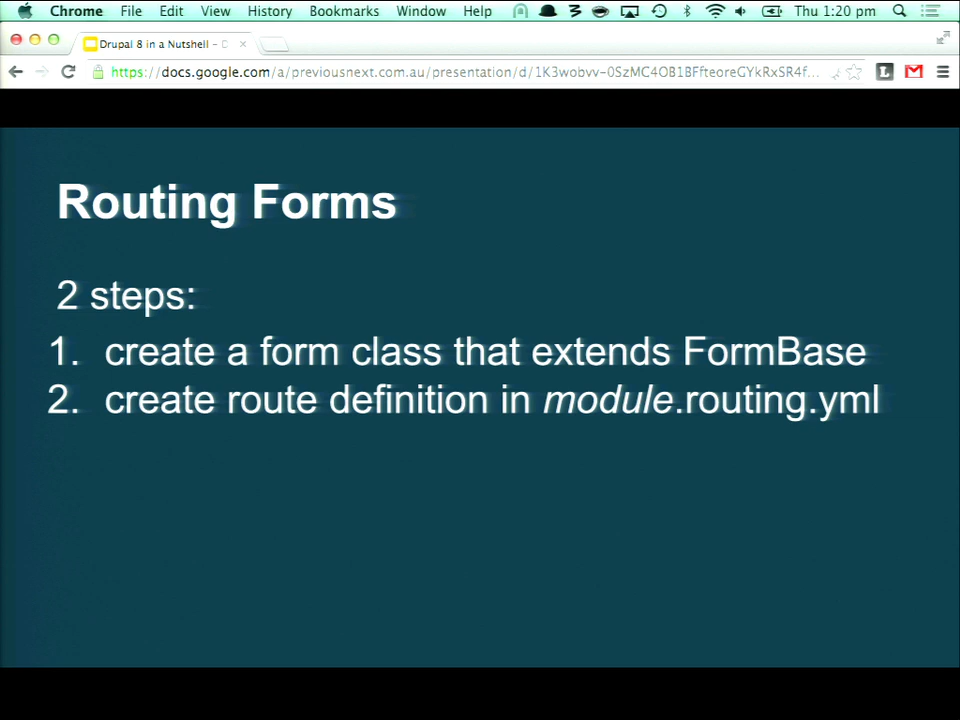 Chrome File Edit View History Bookmarks Window Help Thu 1:20 pm
Drupal 8 in a Nutshell – D
https://docs.google.com/a/previousnext.com.au/presentation/d/1K3wobvv-0SzMC4OB1BFfteoreGYkRxSR4f...
Routing Forms
2 steps:
1. create a form class that extends FormBase
2. create route definition in module.routing.yml